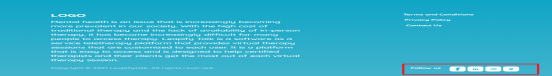 LOGO
Mental health is an issue that is increasingly becoming
more prevalent in our society. With the high cost of
traditional therapy and the lack of availability of in-person
therapy, it has become increasingly difficult for many
people to access therapy. Leapify Talk is a software as a
service teletherapy platform that provides virtual therapy
sessions that are customized to each user. It is a platform
that is easy to access and is designed to help certified
therapists and their clients get the most out of each virtual
therapy session.
Terms and Conditions
Privacy Policy
Contact Us
Follow us